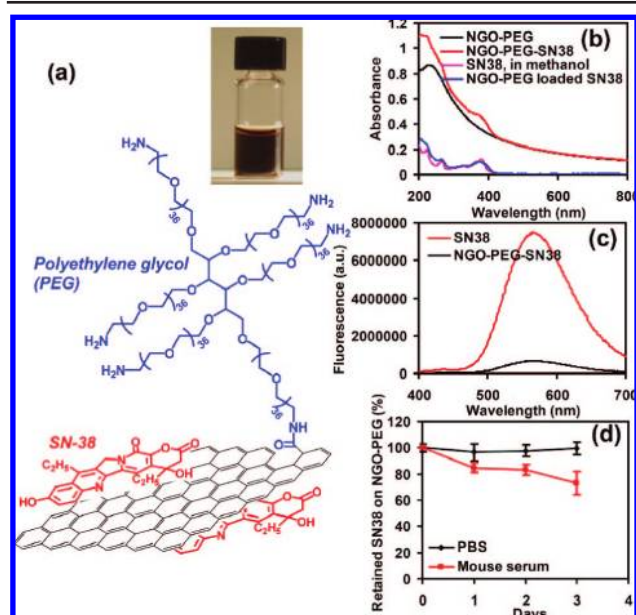 (a)
H2N
NH2
NH2
Polyethylene glycol
(PEG)
H2N
H2N
36
36
36
36
36
36
O
NH
O
SN-38
C2H5
HO
N
N
O
O
O
OH
C2H5
N
O
O
C2H5
OH
(b)
NGO-PEG
NGO-PEG-SN38
SN38, in methanol
NGO-PEG loaded SN38
Absorbance
1.2
1
0.8
0.6
0.4
0.2
0
200 400 600 800
Wavelength (nm)
(c)
SN38
NGO-PEG-SN38
Fluorescence (a.u.)
8000000
6000000
4000000
2000000
0
400 500 600 700
Wavelength (nm)
(d)
Retained SN38 on NGO-PEG (%)
120
100
80
60
40
20
0
PBS
Mouse serum
0 1 2 3 4
Days